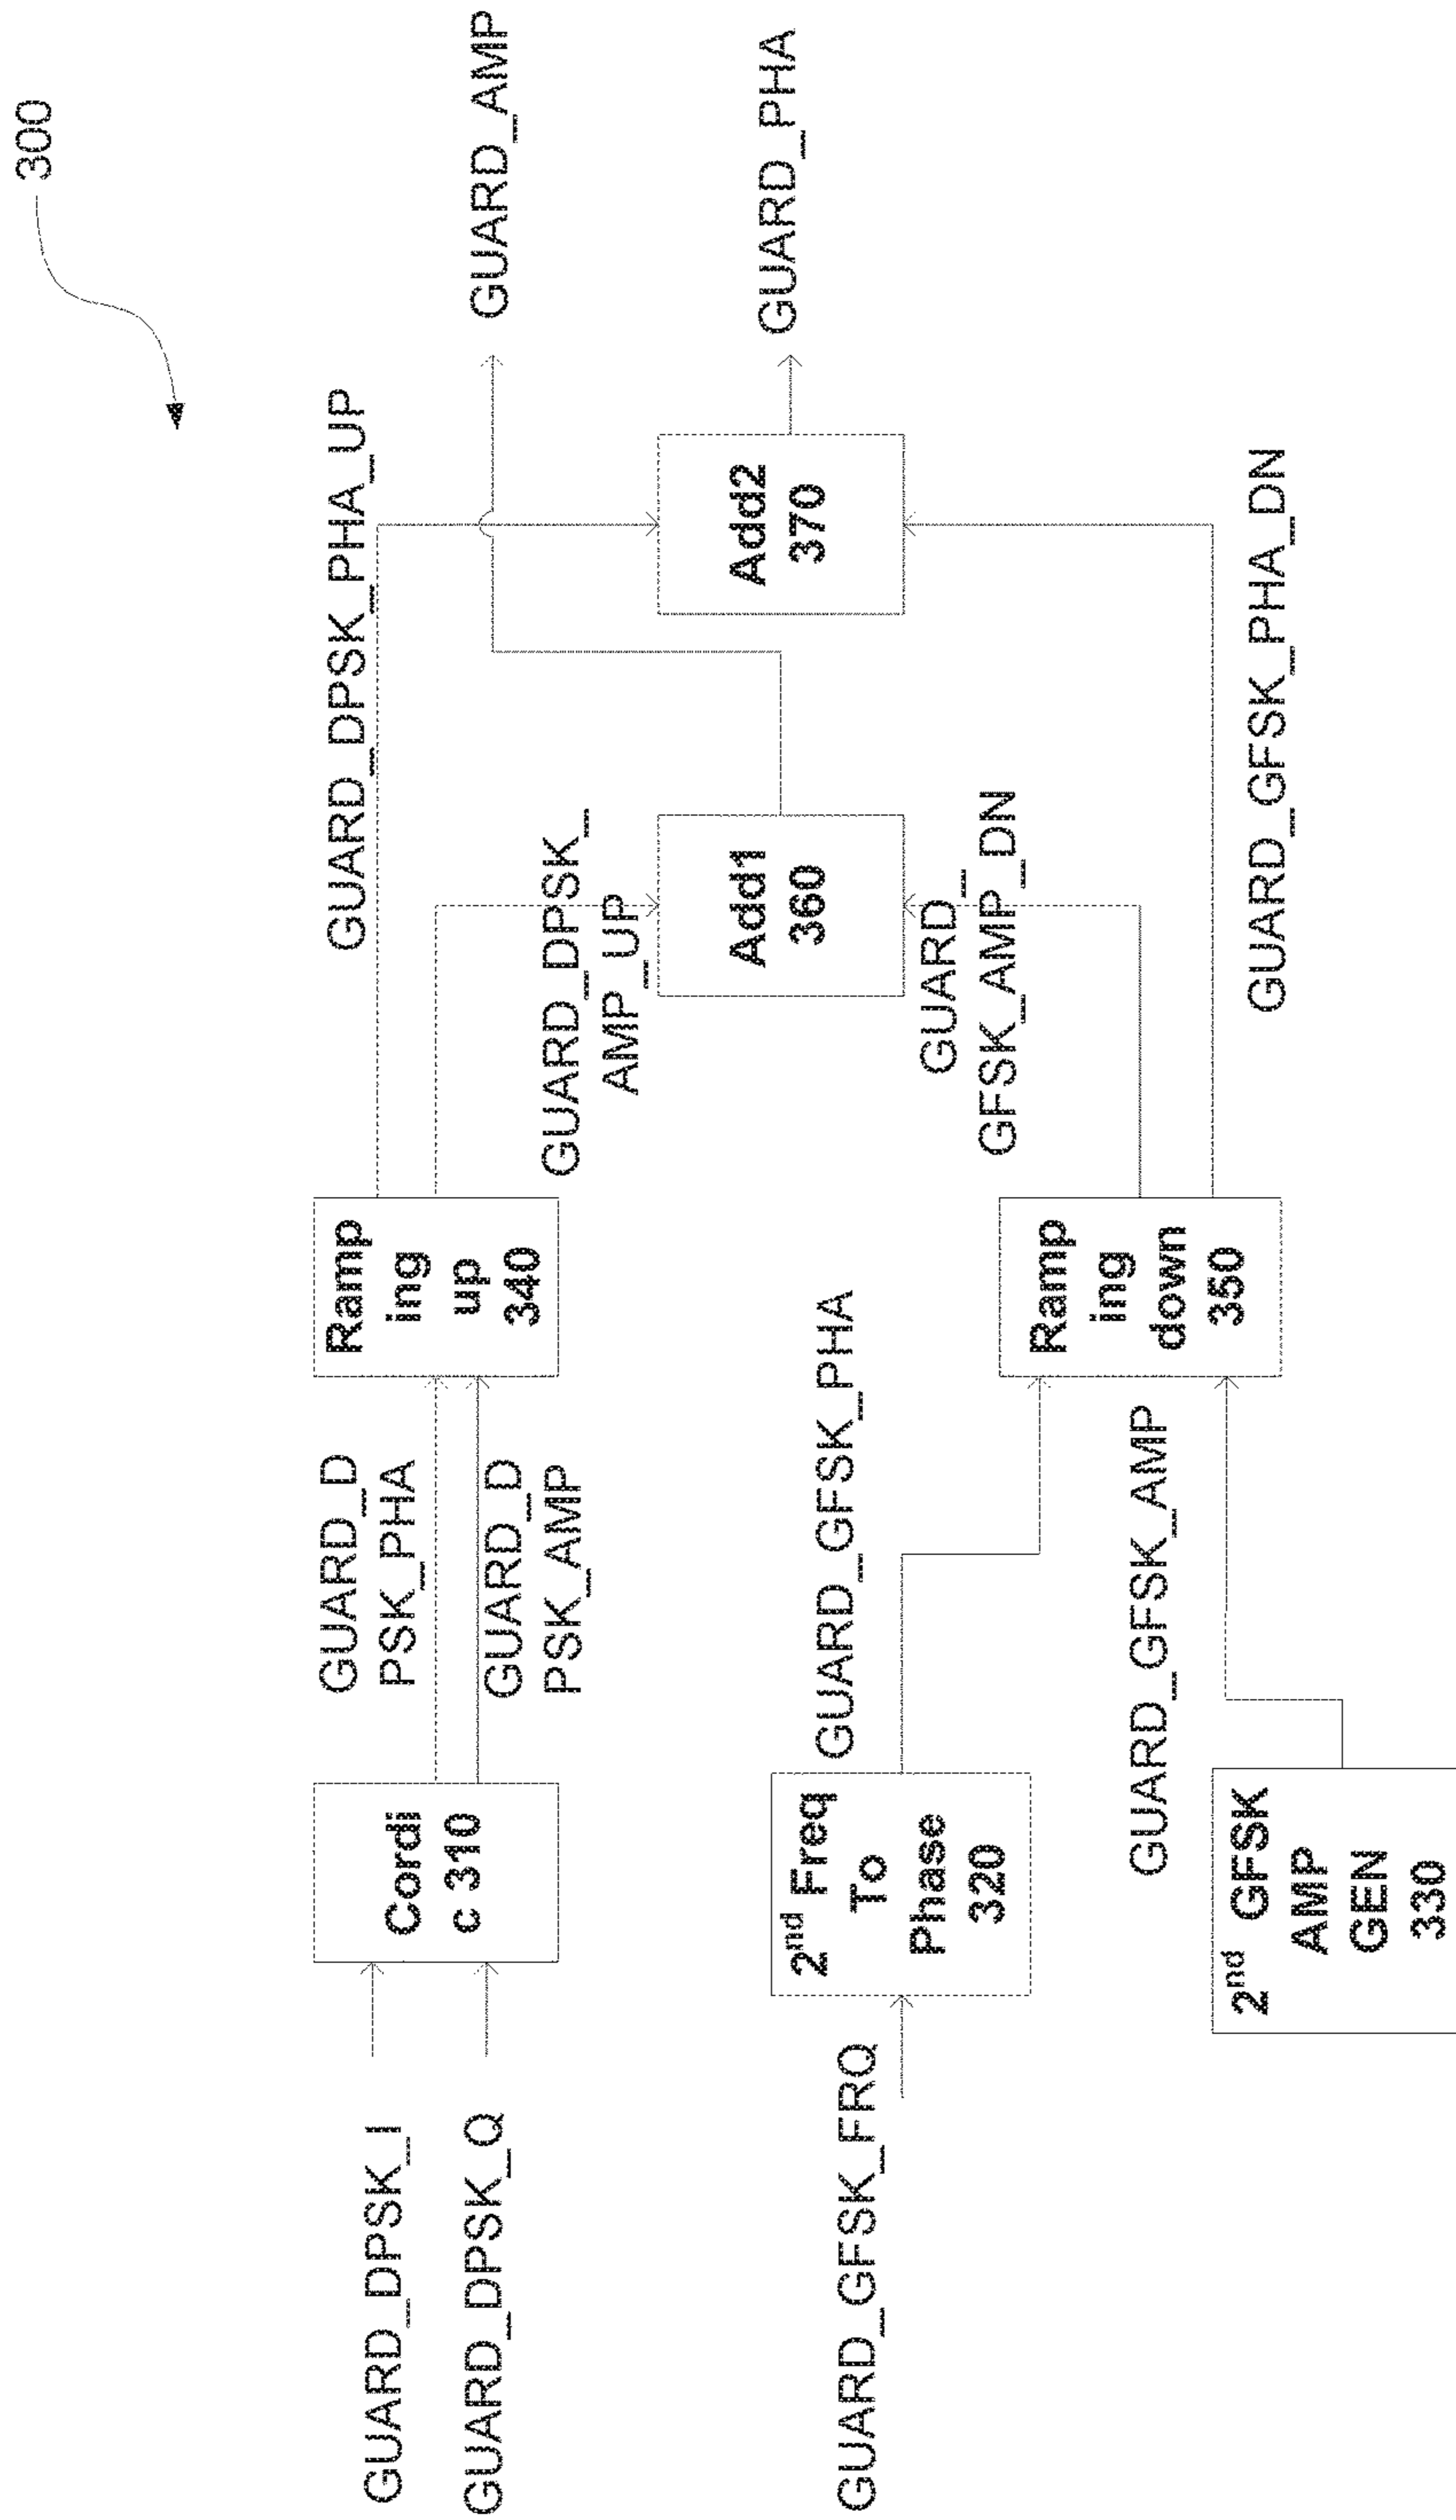 300
GUARD_DPSK_I
GUARD_DPSK_Q
Cordi
c 310
GUARD_D
PSK_PHA
GUARD_D
PSK_AMP
Ramp
ing
up
340
GUARD_DPSK_PHA_UP
GUARD_DPSK_
AMP_UP
GUARD_AMP
GUARD_GFSK_FRQ
2nd Freq
To
Phase
320
GUARD_GFSK_PHA
Add1
360
Add2
370
GUARD_PHA
GUARD_
GFSK_AMP_DN
2nd GFSK
AMP
GEN
330
GUARD_GFSK_AMP
Ramp
ing
down
350
GUARD_GFSK_PHA_DN